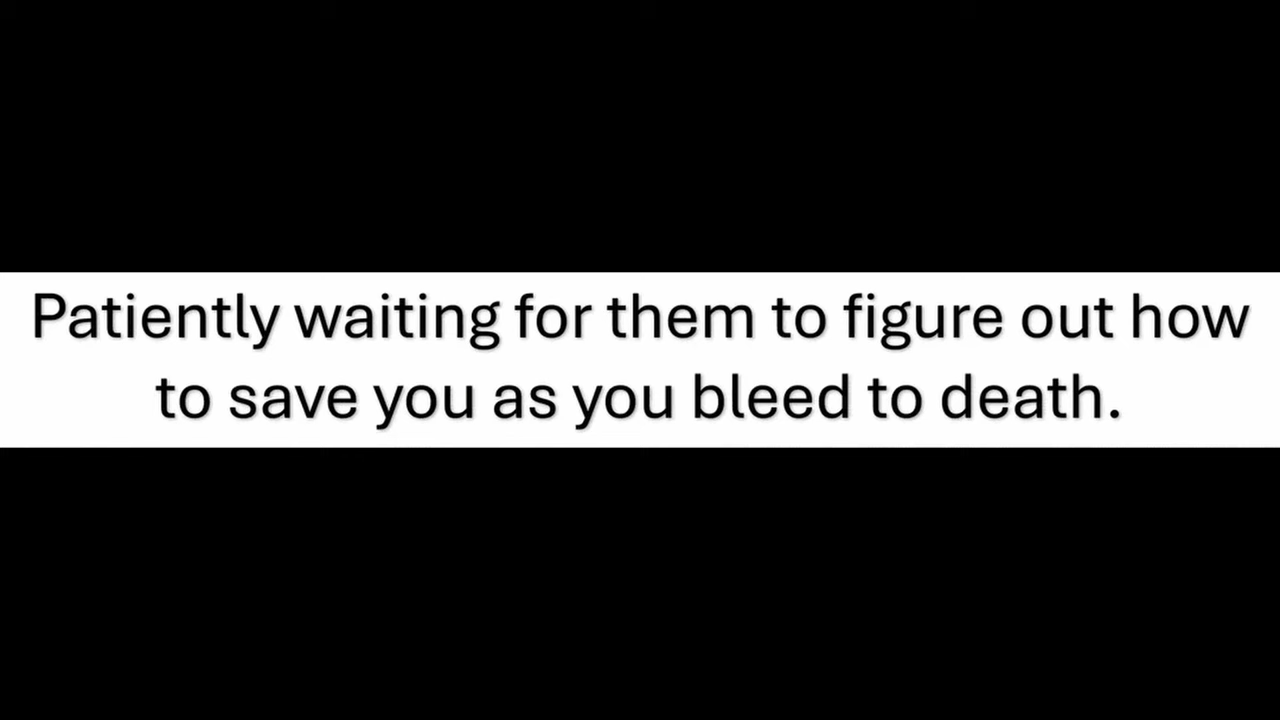 Patiently waiting for them to figure out how
to save you as you bleed to death.